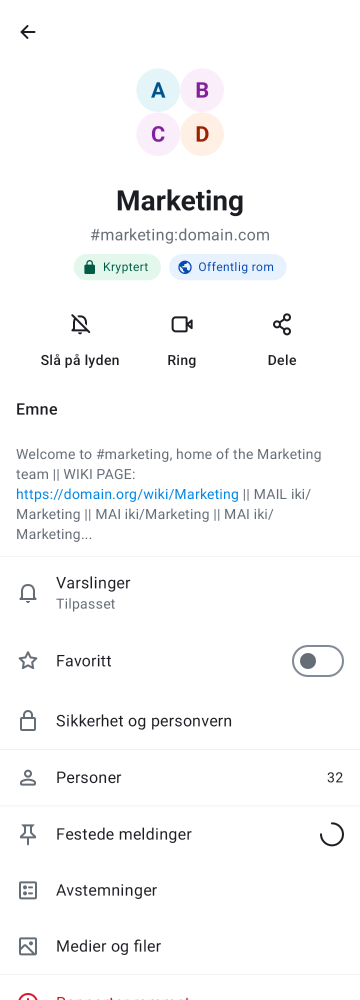 A B
C D
Marketing
#marketing:domain.com
Kryptert Offentlig rom
Slå på lyden Ring Dele
Emne
Welcome to #marketing, home of the Marketing
team || WIKI PAGE:
https://domain.org/wiki/Marketing || MAIL iki/
Marketing || MAI iki/Marketing || MAI iki/
Marketing...
Varslinger
Tilpasset
Favoritt
Sikkerhet og personvern
Personer 32
Festede meldinger
Avstemninger
Medier og filer